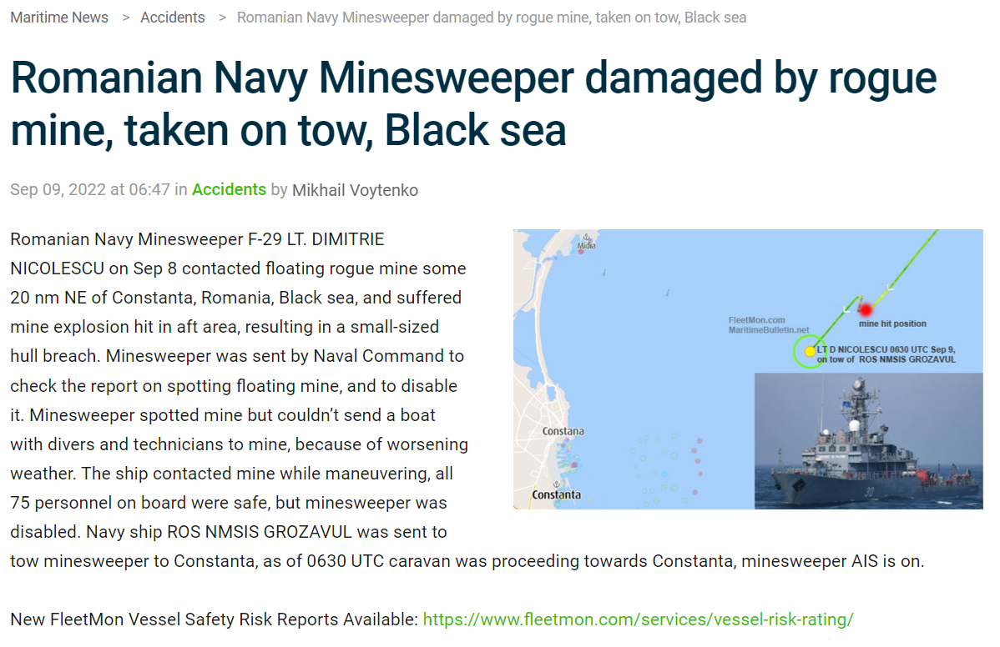 Maritime News > Accidents > Romanian Navy Minesweeper damaged by rogue mine, taken on tow, Black sea
Romanian Navy Minesweeper damaged by rogue
mine, taken on tow, Black sea
Sep 09, 2022 at 06:47 in Accidents by Mikhail Voytenko
Romanian Navy Minesweeper F-29 LT. DIMITRIE
NICOLESCU on Sep 8 contacted floating rogue mine some
20 nm NE of Constanta, Romania, Black sea, and suffered
mine explosion hit in aft area, resulting in a small-sized
hull breach. Minesweeper was sent by Naval Command to
check the report on spotting floating mine, and to disable
it. Minesweeper spotted mine but couldn’t send a boat
with divers and technicians to mine, because of worsening
weather. The ship contacted mine while maneuvering, all
75 personnel on board were safe, but minesweeper was
disabled. Navy ship ROS NMSIS GROZAVUL was sent to
tow minesweeper to Constanta, as of 0630 UTC caravan was proceeding towards Constanta, minesweeper AIS is on.
Midia
FleetMon.com
MaritimeBulletin.net
mine hit position
LT D NICOLESCU 0630 UTC Sep 9,
on tow of ROS NMSIS GROZAVUL
Constana
Constanta
30
New FleetMon Vessel Safety Risk Reports Available: https://www.fleetmon.com/services/vessel-risk-rating/